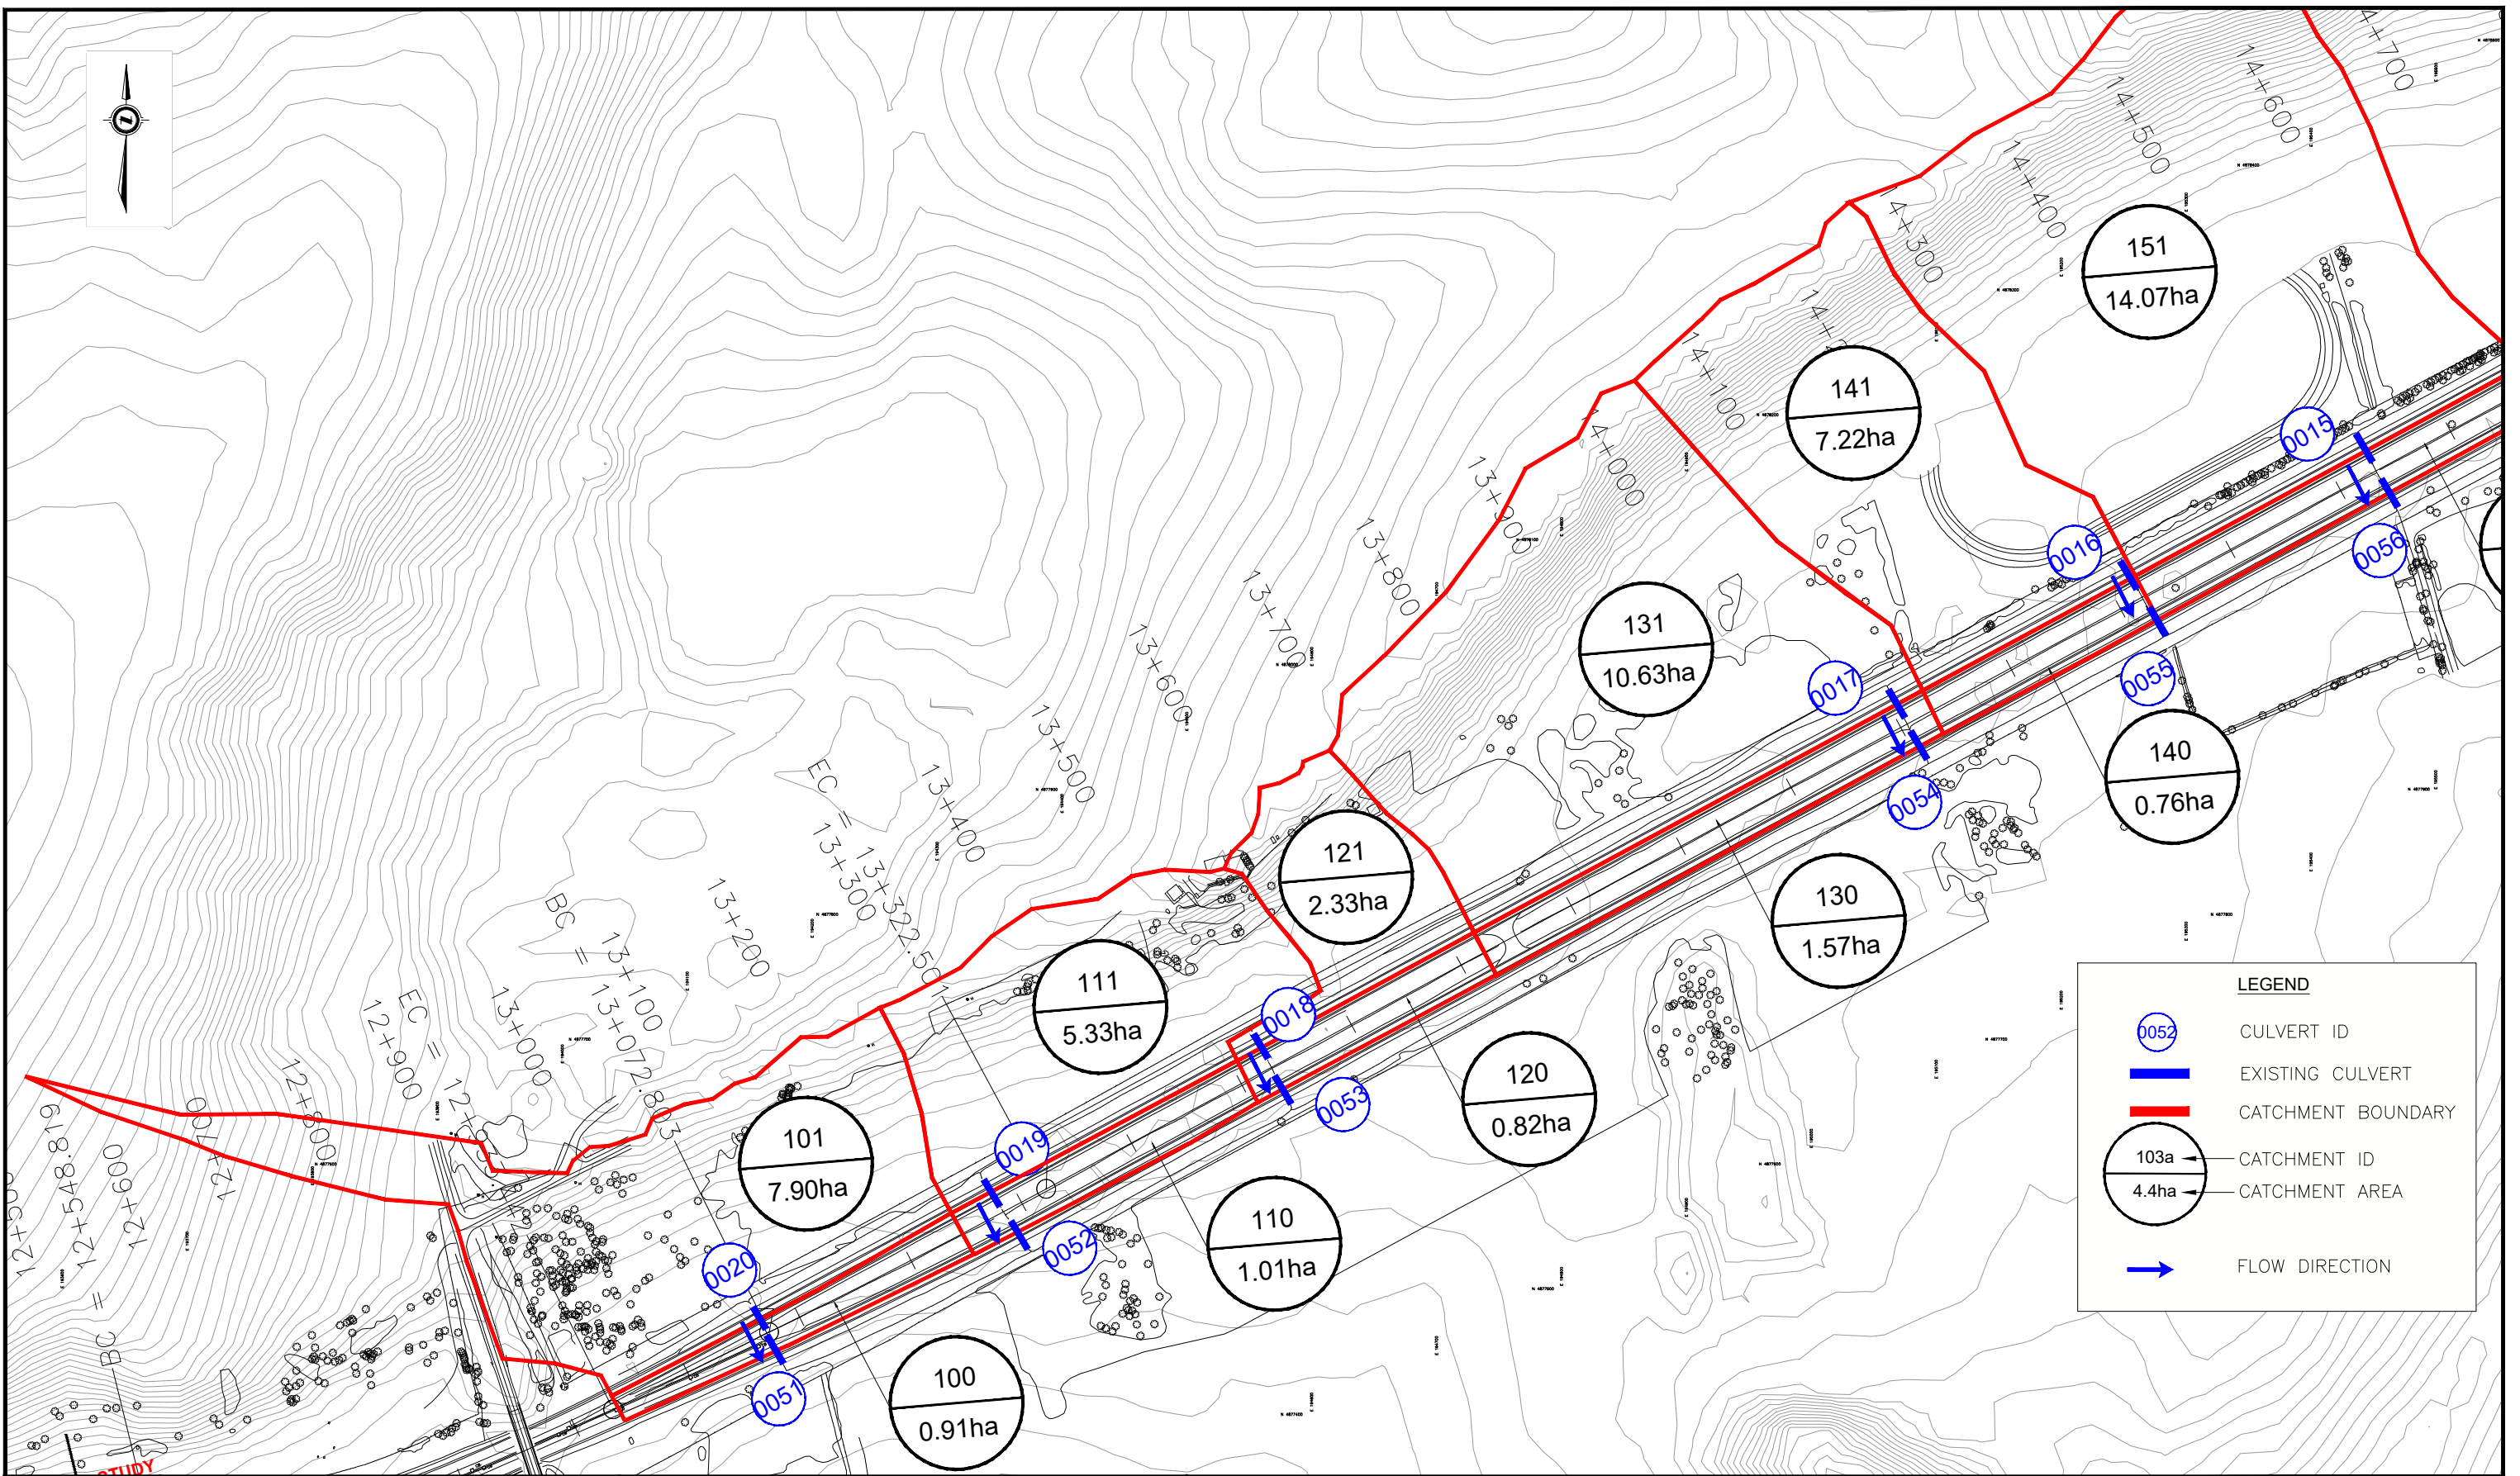 14+700
14+600
14+500
14+400
14+300
14+100
14+000
13+900
13+800
13+700
13+600
13+500
13+400
EC = 13+322.501
13+300
13+200
13+100
BC = 13+072.803
13+000
12+900
12+800
12+700
12+600
BC = 12+548.819
151
14.07ha
141
7.22ha
131
10.63ha
121
2.33ha
111
5.33ha
101
7.90ha
140
0.76ha
130
1.57ha
120
0.82ha
110
1.01ha
100
0.91ha
0015
0016
0017
0018
0019
0020
0056
0055
0054
0053
0052
0051
LEGEND
0052 CULVERT ID
EXISTING CULVERT
CATCHMENT BOUNDARY
103a CATCHMENT ID
4.4ha CATCHMENT AREA
FLOW DIRECTION
STUDY